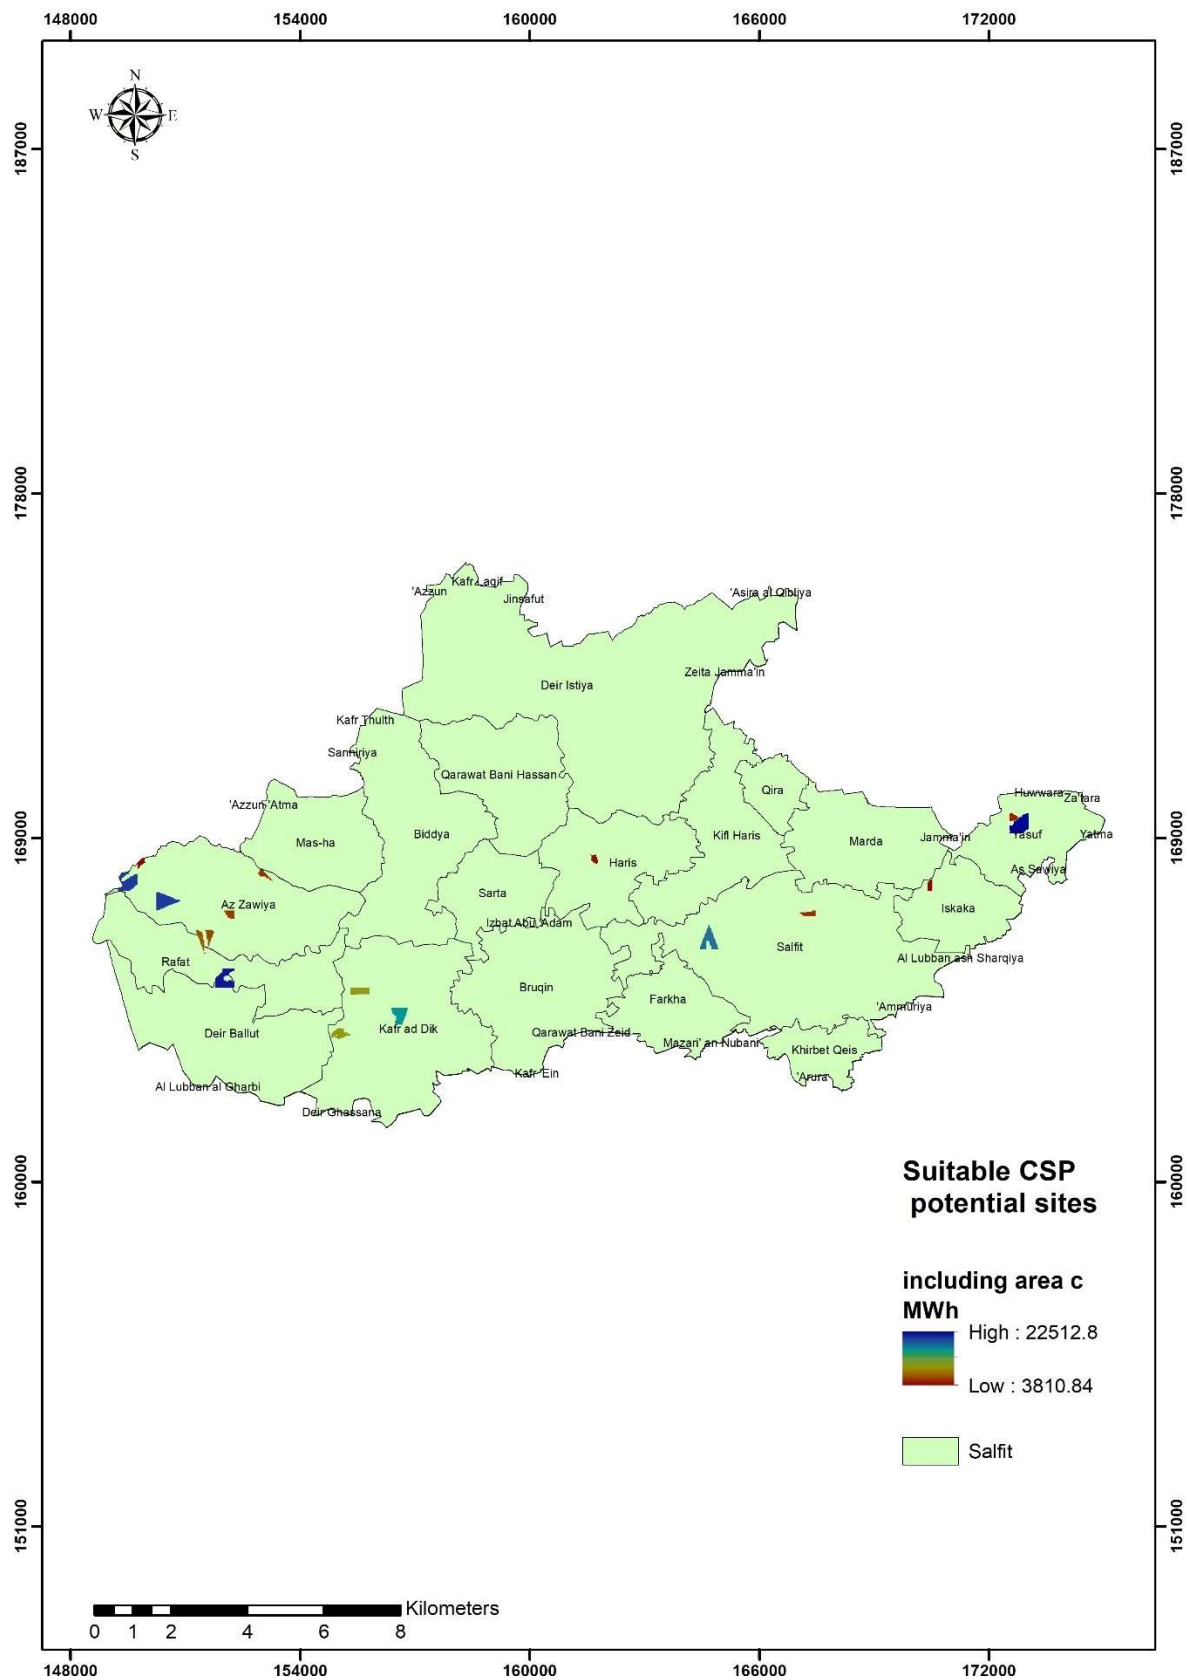 148000 154000 160000 166000 172000
N
W E
S
187000 187000
178000 178000
Kafr Laqif
'Azzun
Jinsafut
'Asira al Qibliya
Zeita Jamma'in
Deir Istiya
Kafr Thulth
Sanniriya
Qarawat Bani Hassan
Qira
Huwwara
Za'tara
'Azzun 'Atma
Biddya
Kifl Haris
Yasuf
Yatma
169000 169000
Mas-ha
Marda
Jamma'in
Haris
As Sawiya
Sarta
Az Zawiya
Iskaka
Izbat Abu Adam
Salfit
Rafat
Al Lubban ash Sharqiya
Bruqin
Farkha
'Ammuriya
Deir Ballut
Kafr ad Dik
Qarawat Bani Zeid
Mazari' an Nubani
Khirbet Qeis
Kafr 'Ein
'Arura
Al Lubban al Gharbi
Deir Ghassana
160000 160000
Suitable CSP
potential sites
including area c
MWh
High : 22512.8
Low : 3810.84
Salfit
151000 151000
Kilometers
0 1 2 4 6 8
148000 154000 160000 166000 172000